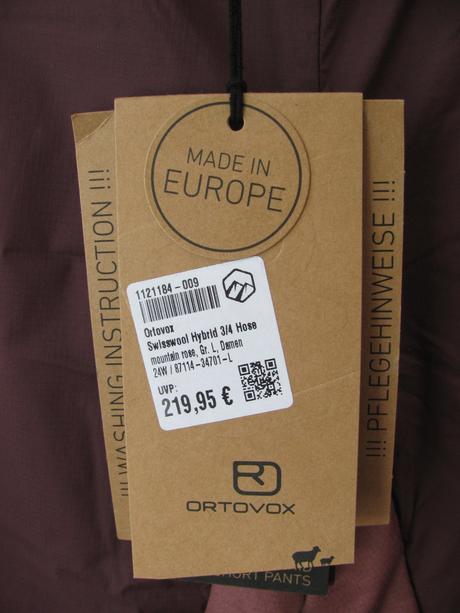 MADE IN
EUROPE
1121184-009
Ortovox
Swisswool Hybrid 3/4 Hose
mountain rose, Gr. L, Damen
24W / 87114-34701-L
UVP:
219,95 €
ORTOVOX
!!! WASHING INSTRUCTION !!!
!!! PFLEGEHINWEISE !!!
SHORT PANTS